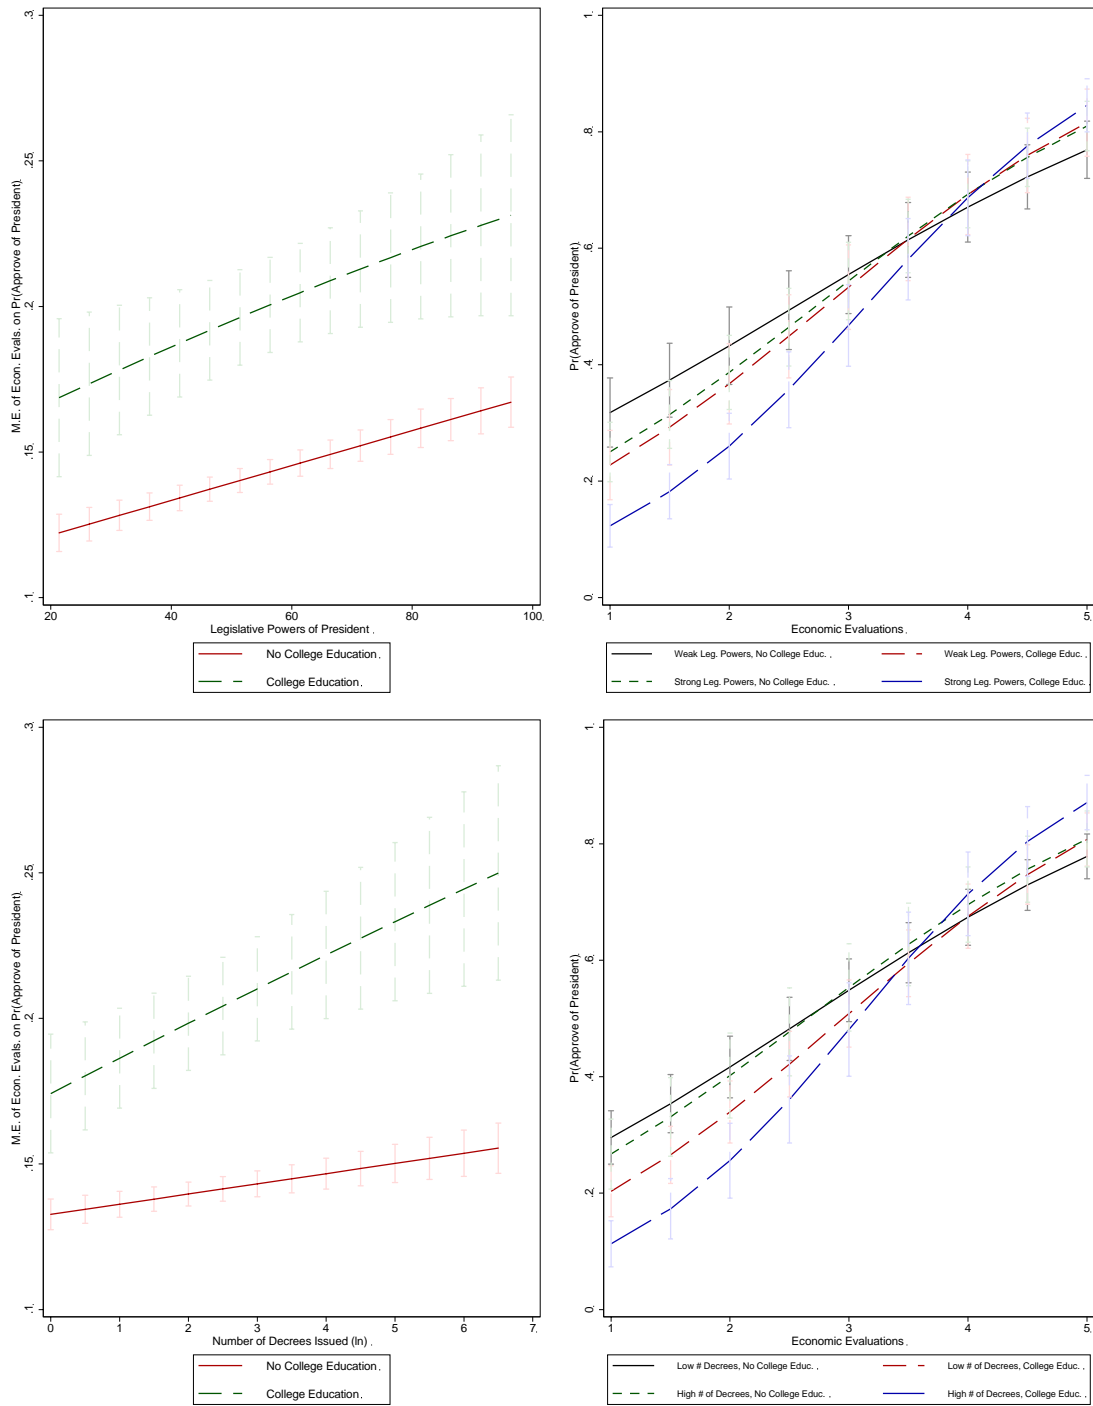 M.E. of Econ. Evals. on Pr(Approve of President)
.3
.25
.2
.15
.1
20 40 60 80 100
Legislative Powers of President
No College Education
College Education
Pr(Approve of President)
1
.8
.6
.4
.2
0
1 2 3 4 5
Economic Evaluations
Weak Leg. Powers, No College Educ. Weak Leg. Powers, College Educ.
Strong Leg. Powers, No College Educ. Strong Leg. Powers, College Educ.
M.E. of Econ. Evals. on Pr(Approve of President)
.3
.25
.2
.15
.1
0 1 2 3 4 5 6 7
Number of Decrees Issued (ln)
No College Education
College Education
Pr(Approve of President)
1
.8
.6
.4
.2
0
1 2 3 4 5
Economic Evaluations
Low # Decrees, No College Educ. Low # of Decrees, College Educ.
High # of Decrees, No College Educ. High # of Decrees, College Educ.